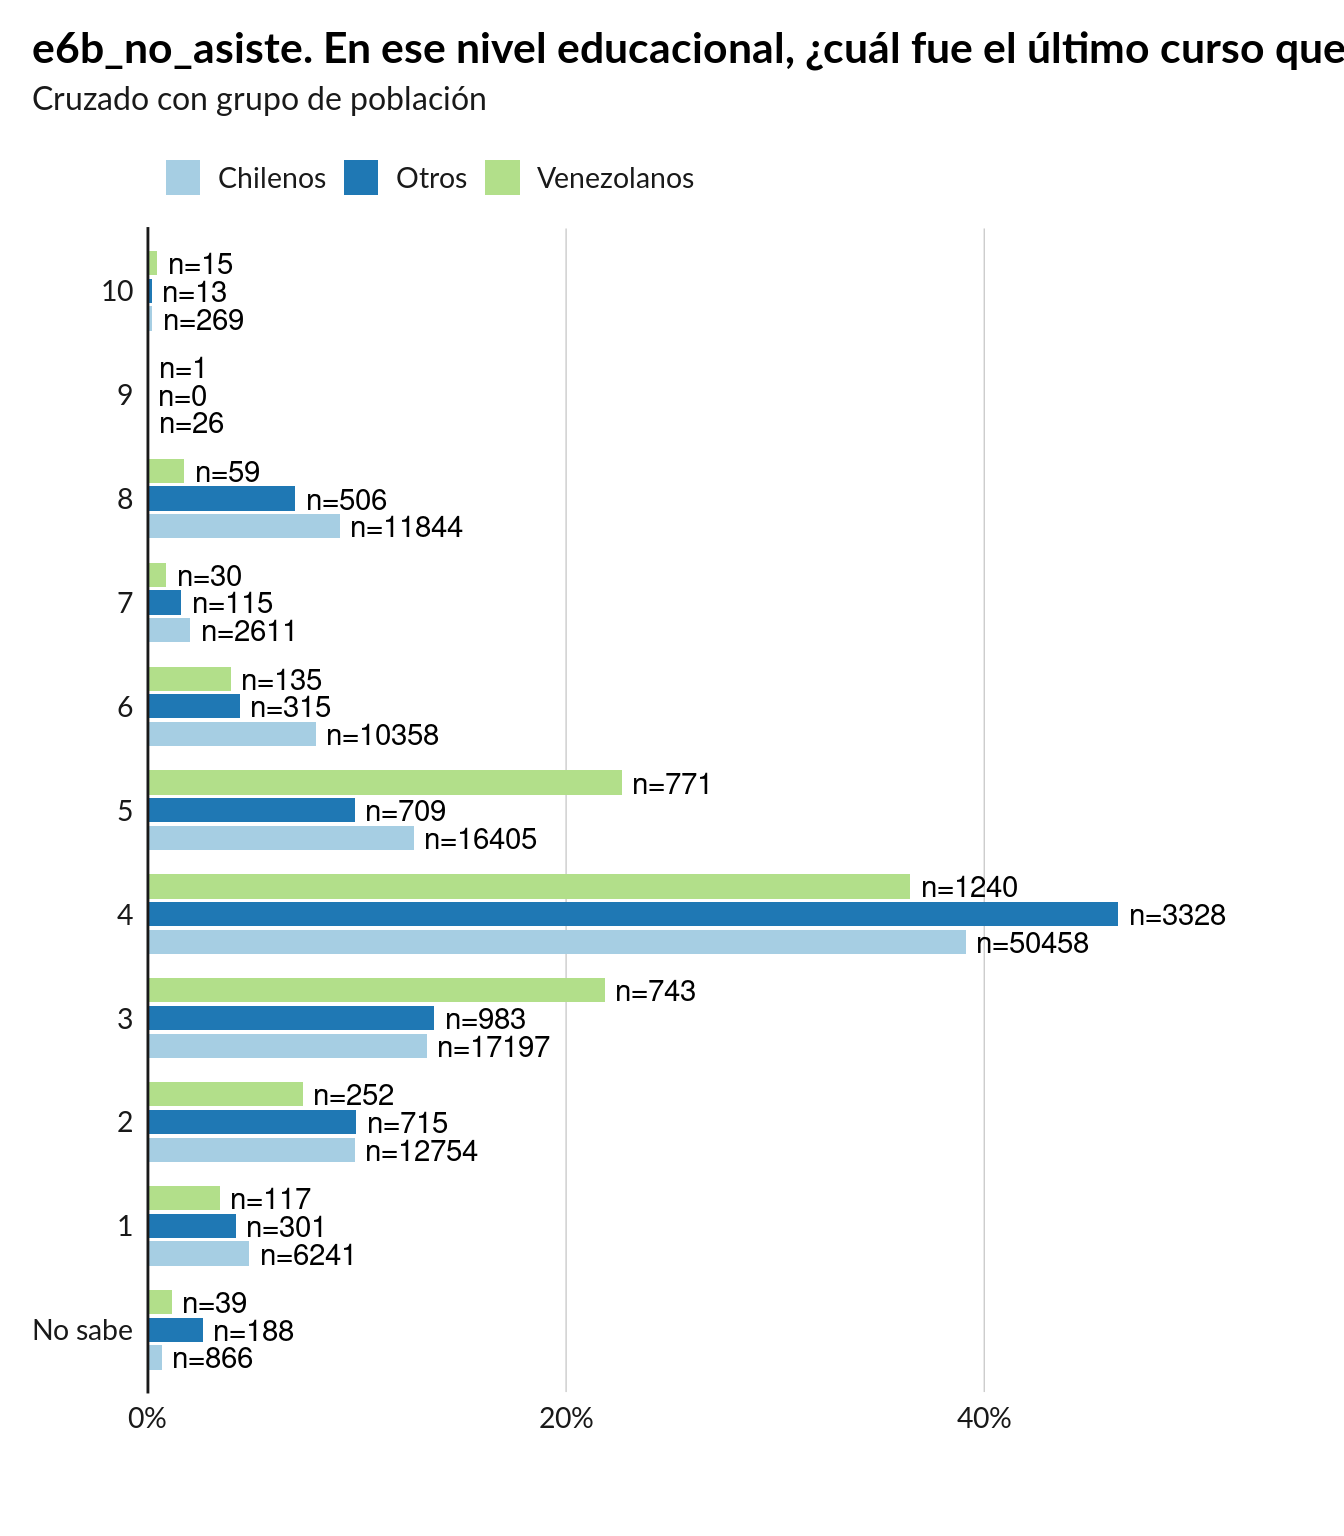 e6b_no_asiste. En ese nivel educacional, ¿cuál fue el último curso que
Cruzado con grupo de población
Chilenos Otros Venezolanos
n=15
10 n=13
n=269
n=1
9 n=0
n=26
n=59
8 n=506
n=11844
n=30
7 n=115
n=2611
n=135
6 n=315
n=10358
n=771
5 n=709
n=16405
n=1240
4 n=3328
n=50458
n=743
3 n=983
n=17197
n=252
2 n=715
n=12754
n=117
1 n=301
n=6241
n=39
No sabe n=188
n=866
0% 20% 40%